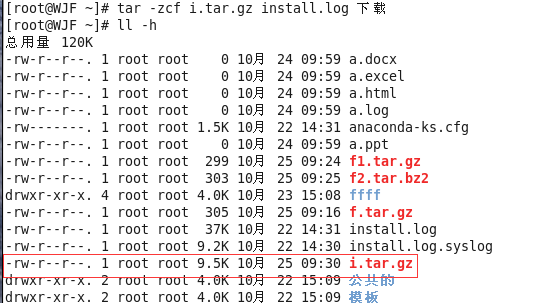 [root@WJF ~]# tar -zcf i.tar.gz install.log 下载
[root@WJF ~]# ll -h
总用量 120K
-rw-r--r--. 1 root root    0 10月 24 09:59 a.docx
-rw-r--r--. 1 root root    0 10月 24 09:59 a.excel
-rw-r--r--. 1 root root    0 10月 24 09:59 a.html
-rw-r--r--. 1 root root    0 10月 24 09:59 a.log
-rw-------. 1 root root 1.5K 10月 22 14:31 anaconda-ks.cfg
-rw-r--r--. 1 root root    0 10月 24 09:59 a.ppt
-rw-r--r--. 1 root root  299 10月 25 09:24 f1.tar.gz
-rw-r--r--. 1 root root  303 10月 25 09:25 f2.tar.bz2
drwxr-xr-x. 4 root root 4.0K 10月 23 15:08 ffff
-rw-r--r--. 1 root root  305 10月 25 09:16 f.tar.gz
-rw-r--r--. 1 root root  37K 10月 22 14:31 install.log
-rw-r--r--. 1 root root 9.2K 10月 22 14:30 install.log.syslog
-rw-r--r--. 1 root root 9.5K 10月 25 09:30 i.tar.gz
drwxr-xr-x. 2 root root 4.0K 10月 22 15:09 公共的
drwxr-xr-x. 2 root root 4.0K 10月 22 15:09 模板